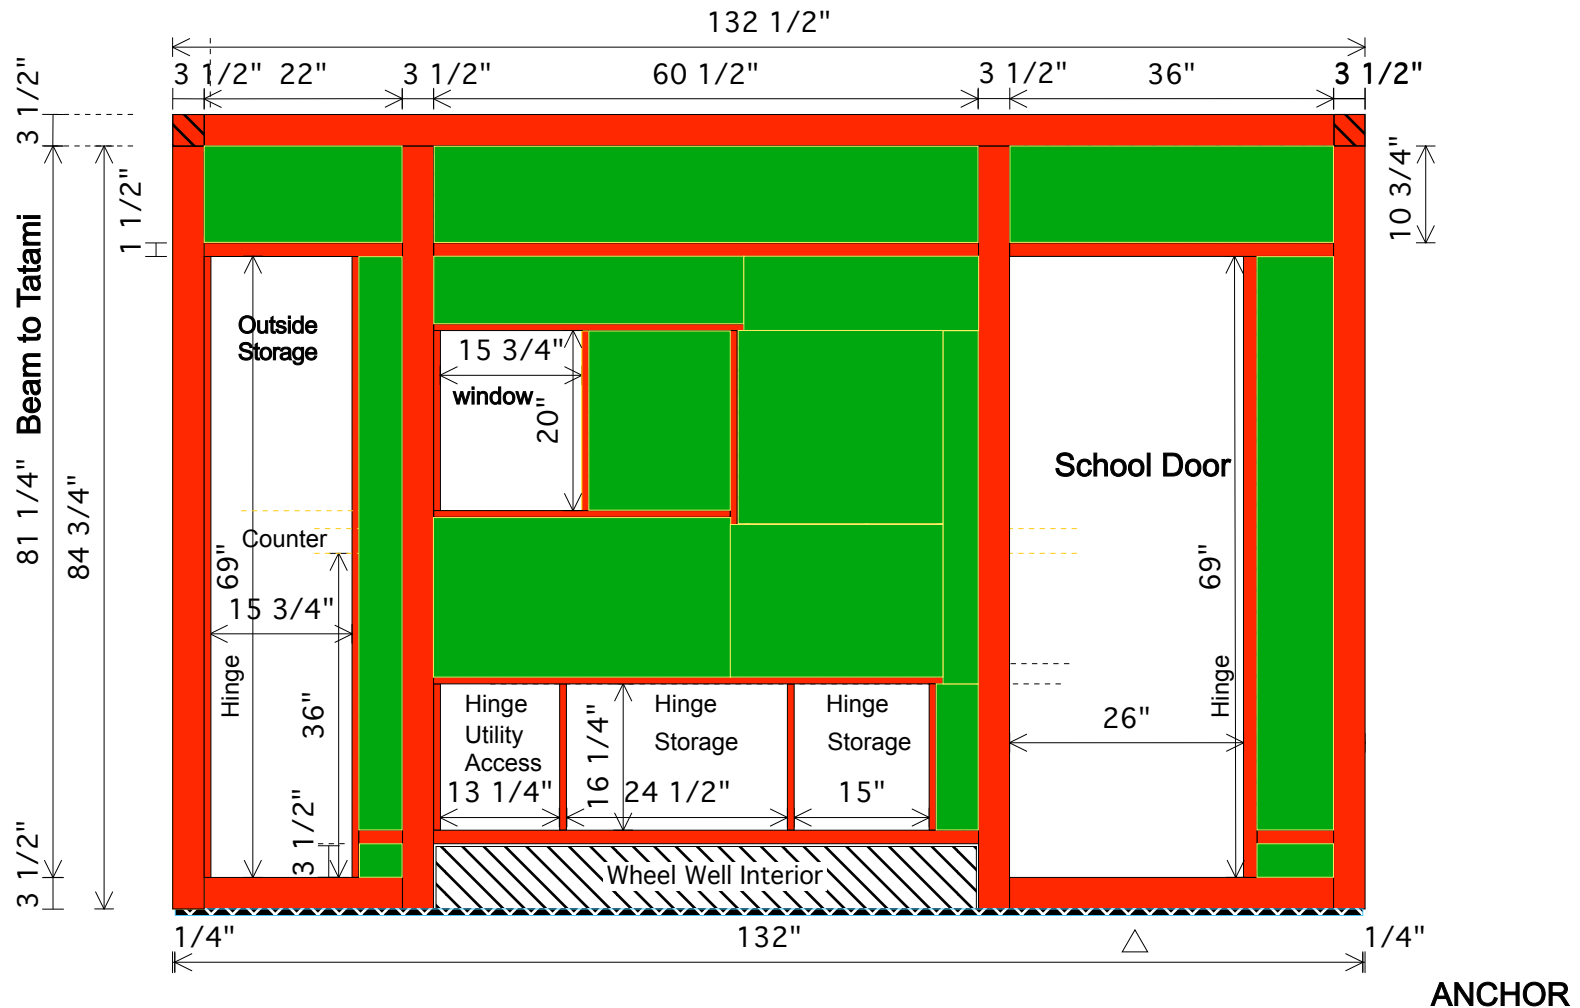 132 1/2"
3 1/2" 22" 3 1/2" 60 1/2" 3 1/2" 36" 3 1/2"
3 1/2"
1 1/2"
10 3/4"
Beam to Tatami
81 1/4"
84 3/4"
3 1/2"
Outside
Storage
Counter
69"
15 3/4"
Hinge
36"
3 1/2"
15 3/4"
window
20"
School Door
69"
Hinge
26"
Hinge
Utility
Access
13 1/4"
16 1/4"
Hinge
Storage
24 1/2"
Hinge
Storage
15"
Wheel Well Interior
1/4" 132" 1/4"
ANCHOR